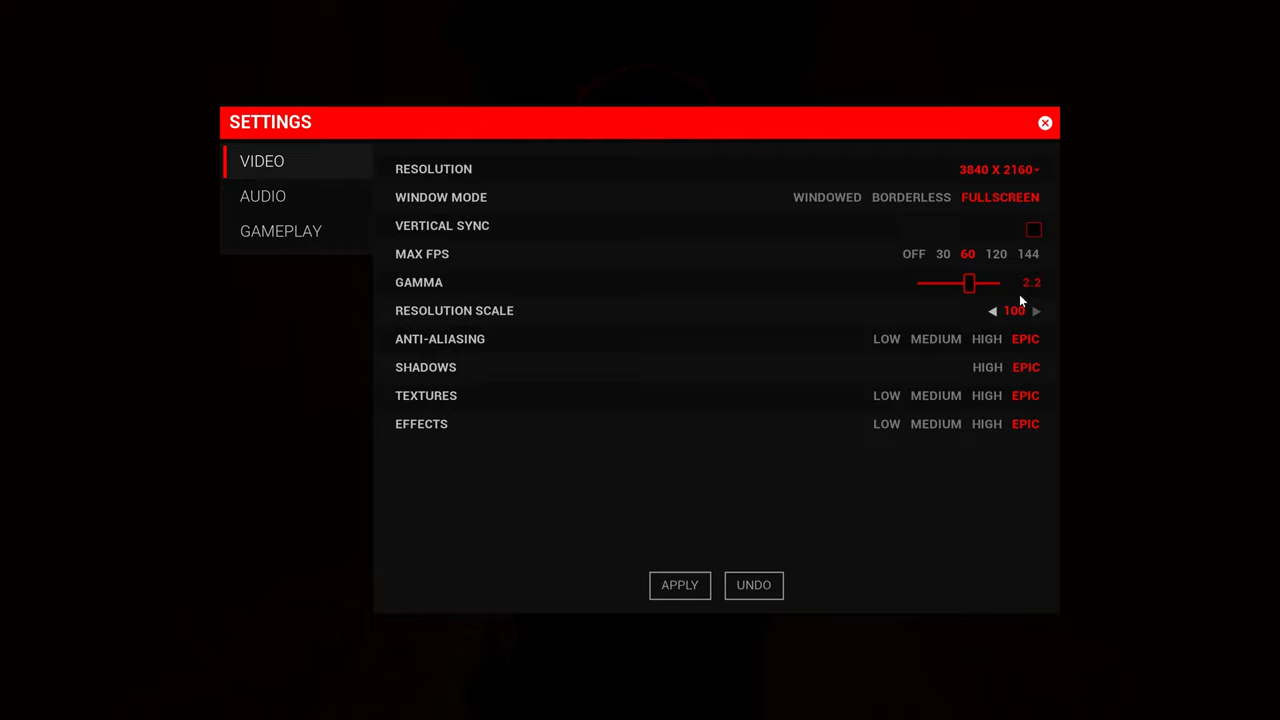 SETTINGS
VIDEO
AUDIO
GAMEPLAY
RESOLUTION 3840 X 2160
WINDOW MODE WINDOWED BORDERLESS FULLSCREEN
VERTICAL SYNC
MAX FPS OFF 30 60 120 144
GAMMA 2.2
RESOLUTION SCALE 100
ANTI-ALIASING LOW MEDIUM HIGH EPIC
SHADOWS HIGH EPIC
TEXTURES LOW MEDIUM HIGH EPIC
EFFECTS LOW MEDIUM HIGH EPIC
APPLY UNDO